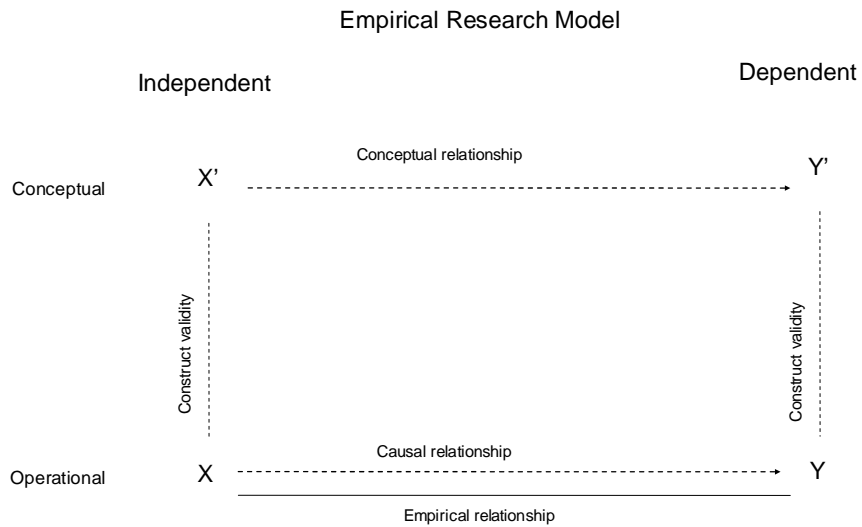 Empirical Research Model
Independent
Dependent
Conceptual relationship
Conceptual
X’
Y’
Construct validity
Construct validity
Causal relationship
Operational
X
Y
Empirical relationship